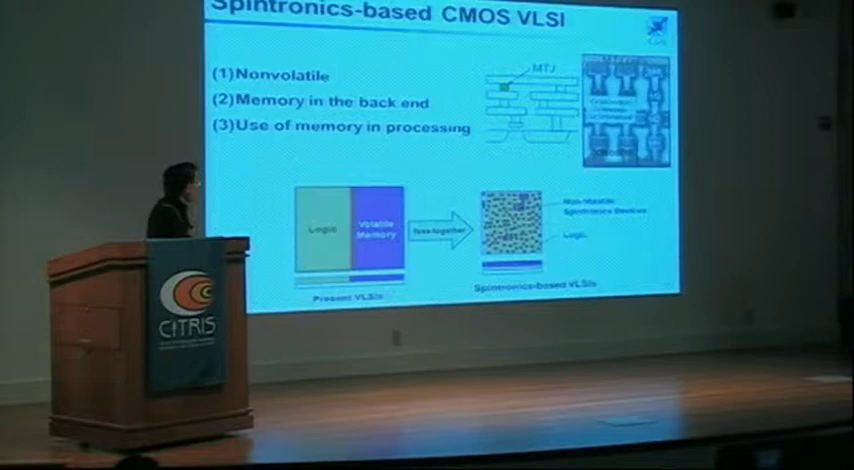 Spintronics-based CMOS VLSI
(1)Nonvolatile
(2)Memory in the back end
(3)Use of memory in processing
MTJ
Logic
Volatile
Memory
fuse together
Non-Volatile
Spintronics Devices
Logic
Present VLSIs
Spintronics-based VLSIs
CITRIS